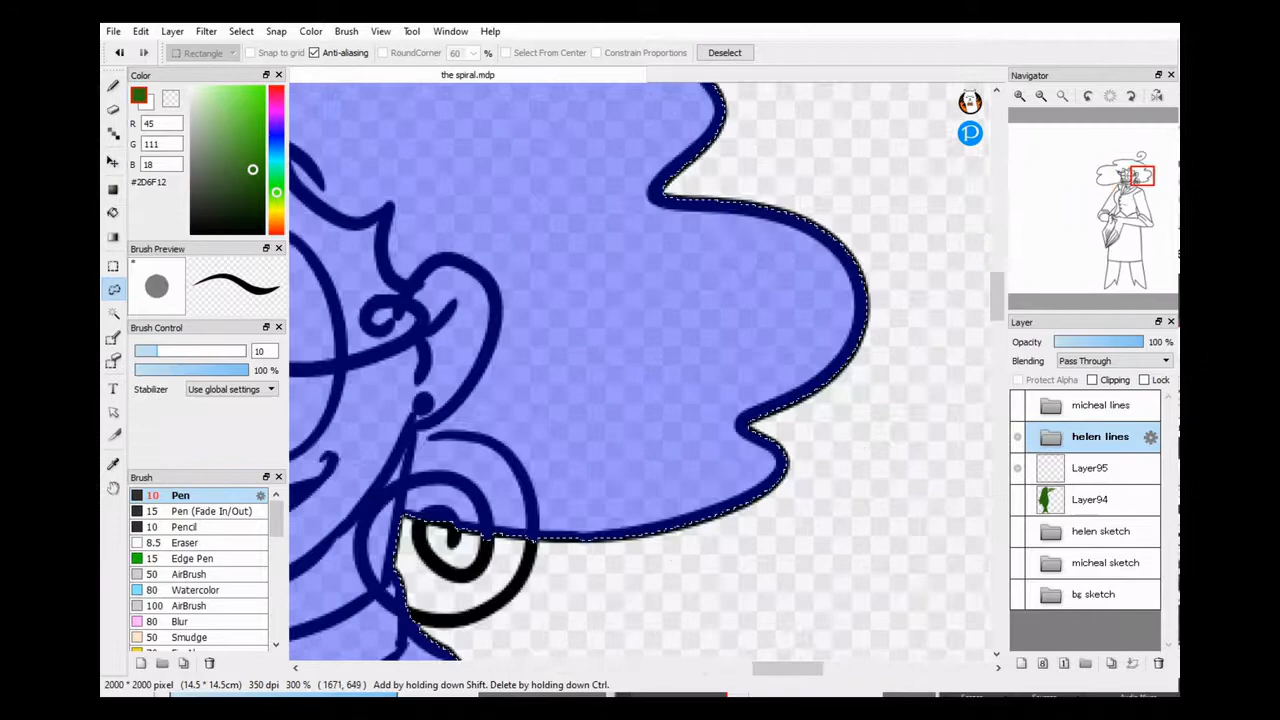 File Edit Layer Filter Select Snap Color Brush View Tool Window Help
Rectangle Snap to grid Anti-aliasing RoundCorner 60 % Select From Center Constrain Proportions Deselect
Color
the spiral.mdp
Navigator
R 45
G 111
B 18
#2D6F12
Brush Preview
*
Brush Control
10
100 %
Stabilizer Use global settings
Brush
10 Pen
15 Pen (Fade In/Out)
10 Pencil
8.5 Eraser
15 Edge Pen
50 AirBrush
80 Watercolor
100 AirBrush
80 Blur
50 Smudge
Layer
Opacity 100 %
Blending Pass Through
Protect Alpha Clipping Lock
micheal lines
helen lines
Layer95
Layer94
helen sketch
micheal sketch
bg sketch
2000 * 2000 pixel (14.5 * 14.5cm) 350 dpi 300 % ( 1671, 649) Add by holding down Shift. Delete by holding down Ctrl.